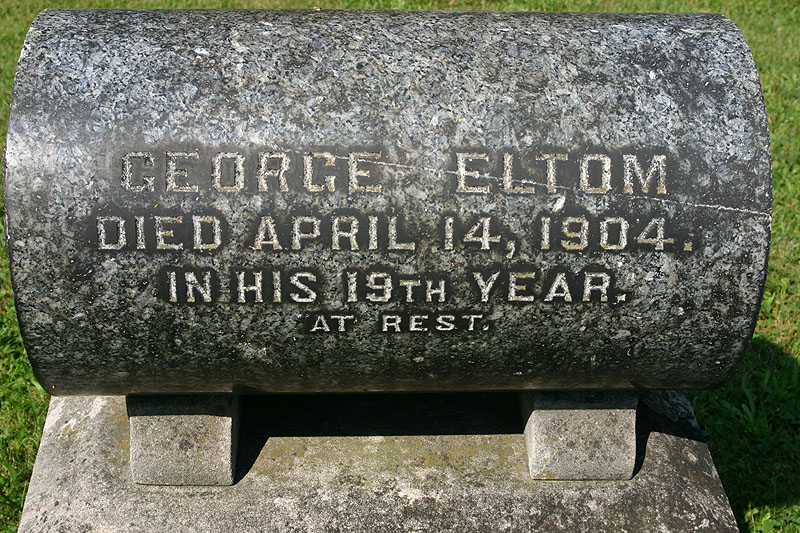 GEORGE ELTOM
DIED APRIL 14, 1904.
IN HIS 19TH YEAR.
AT REST.